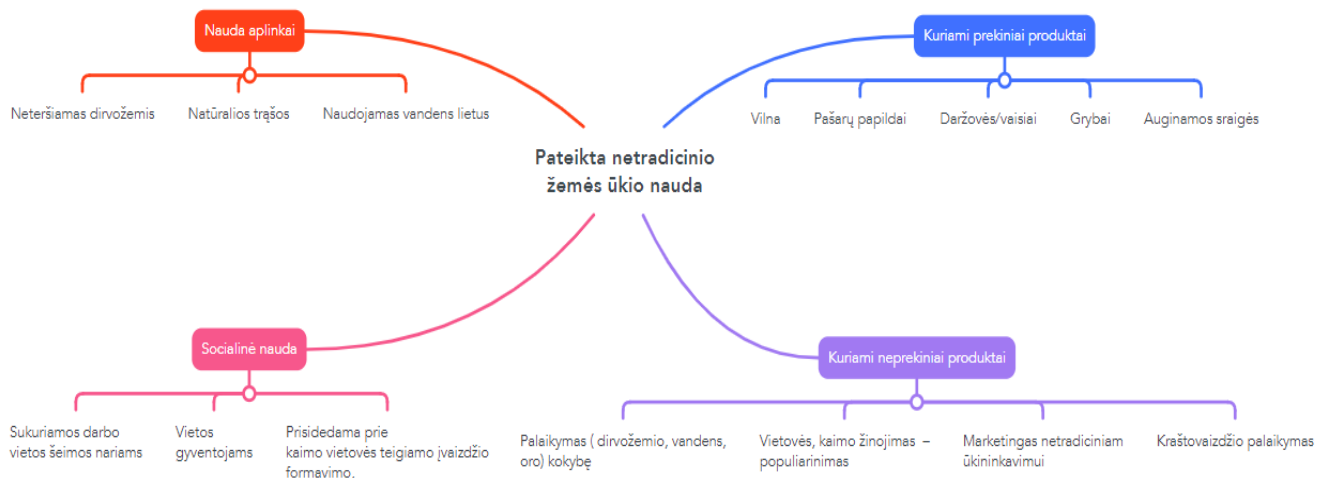 Nauda aplinkai
Neteršiamas dirvožemis
Natūralios trąšos
Naudojamas vandens lietus
Kuriami prekiniai produktai
Vilna
Pašarų papildai
Daržovės/vaisiai
Grybai
Auginamos sraigės
Pateikta netradicinio
žemės ūkio nauda
Socialinė nauda
Sukuriamos darbo
vietos šeimos nariams
Vietos
gyventojams
Prisidedama prie
kaimo vietovės teigiamo įvaizdžio
formavimo.
Kuriami neprekiniai produktai
Palaikymas ( dirvožemio, vandens,
oro) kokybę
Vietovės, kaimo žinojimas –
populiarinimas
Marketingas netradiciniam
ūkininkavimui
Kraštovaizdžio palaikymas